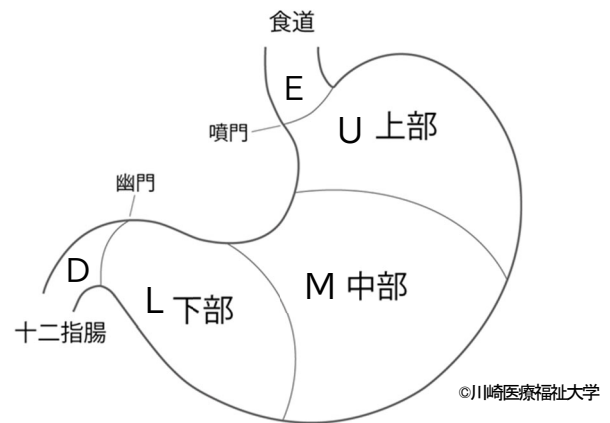 食道
E
U 上部
噴門
幽門
D
L 下部
M 中部
十二指腸
©川崎医療福祉大学